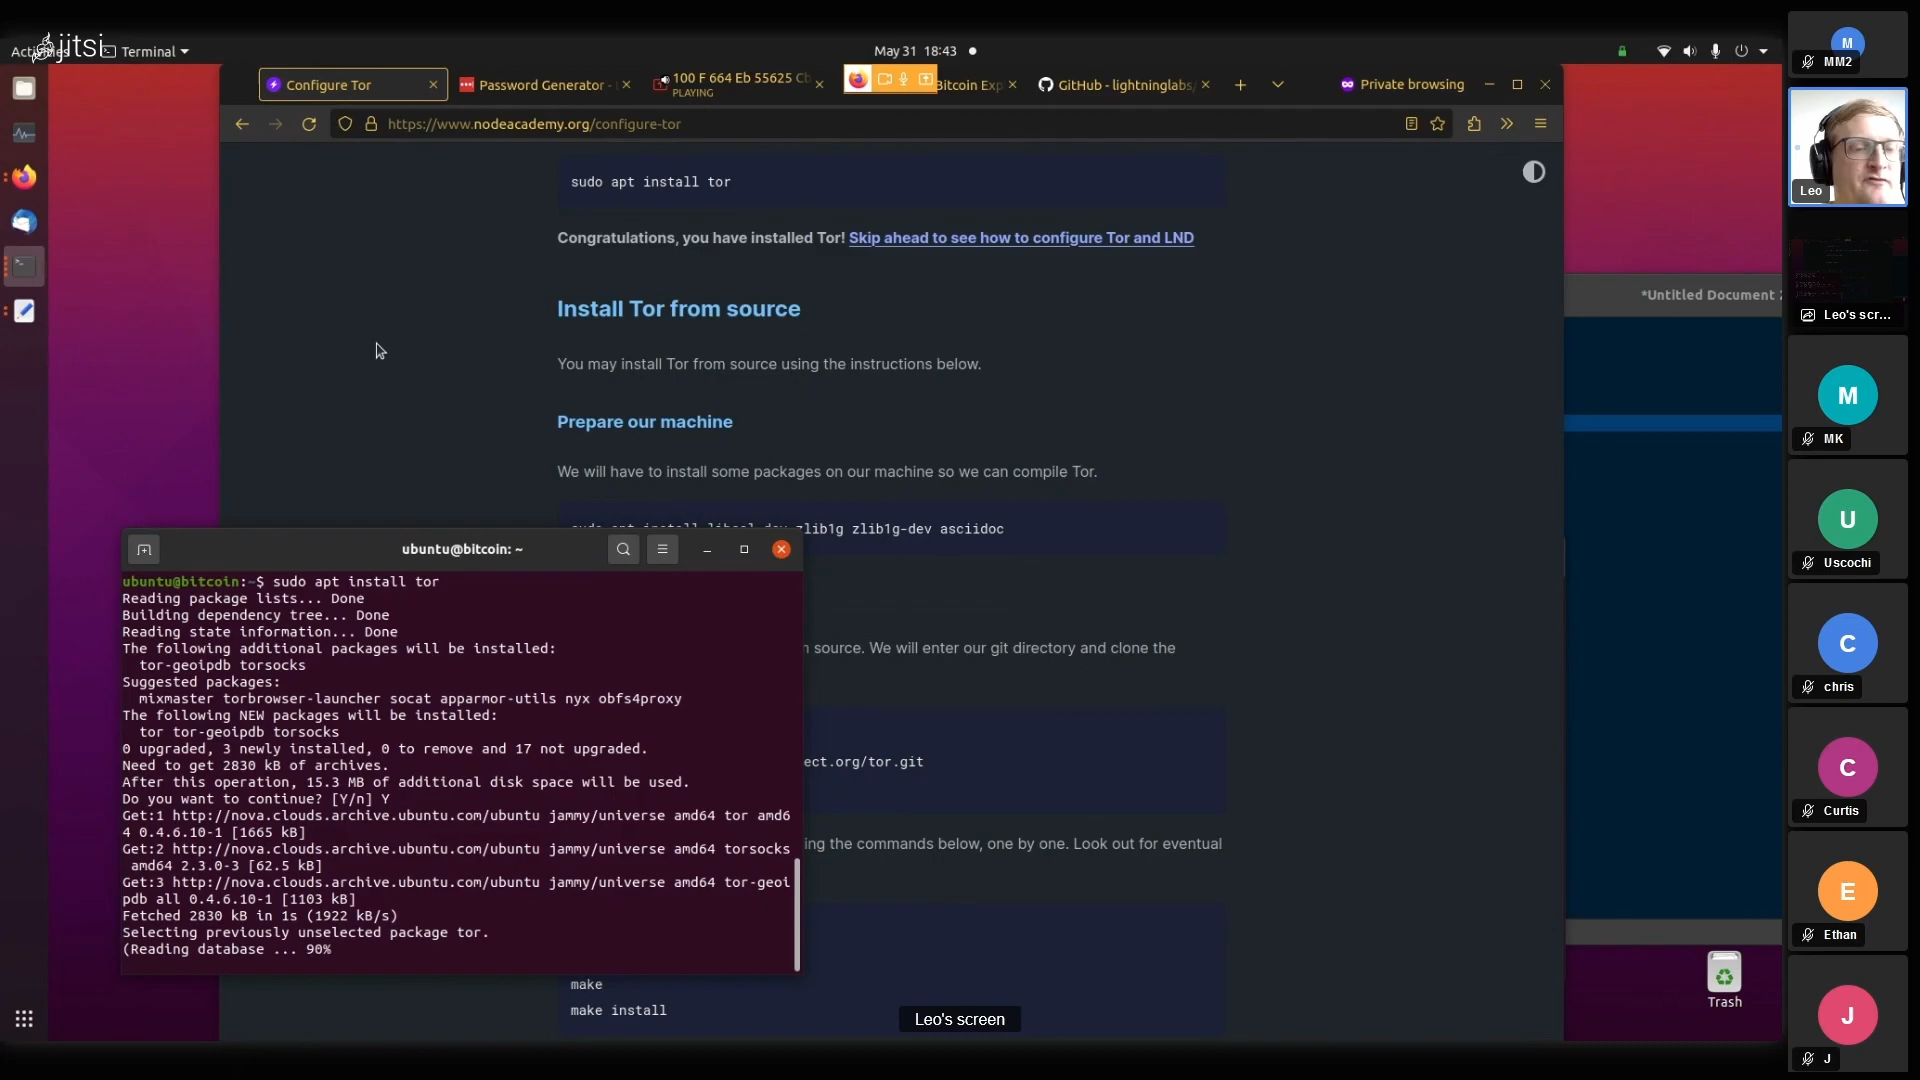 Activities
jitsi
Terminal
May 31 18:43
Configure Tor
Password Generator -
100 F 664 Eb 55625 Cb
PLAYING
Bitcoin Exp
GitHub - lightninglabs/
Private browsing
https://www.nodeacademy.org/configure-tor
sudo apt install tor
Congratulations, you have installed Tor! Skip ahead to see how to configure Tor and LND
Install Tor from source
You may install Tor from source using the instructions below.
Prepare our machine
We will have to install some packages on our machine so we can compile Tor.
sudo apt install libssl-dev zlib1g zlib1g-dev asciidoc
source. We will enter our git directory and clone the
ect.org/tor.git
ing the commands below, one by one. Look out for eventual
make
make install
ubuntu@bitcoin: ~
ubuntu@bitcoin:~$ sudo apt install tor
Reading package lists... Done
Building dependency tree... Done
Reading state information... Done
The following additional packages will be installed:
tor-geoipdb torsocks
Suggested packages:
mixmaster torbrowser-launcher socat apparmor-utils nyx obfs4proxy
The following NEW packages will be installed:
tor tor-geoipdb torsocks
0 upgraded, 3 newly installed, 0 to remove and 17 not upgraded.
Need to get 2830 kB of archives.
After this operation, 15.3 MB of additional disk space will be used.
Do you want to continue? [Y/n] Y
Get:1 http://nova.clouds.archive.ubuntu.com/ubuntu jammy/universe amd64 tor amd6
4 0.4.6.10-1 [1665 kB]
Get:2 http://nova.clouds.archive.ubuntu.com/ubuntu jammy/universe amd64 torsocks
amd64 2.3.0-3 [62.5 kB]
Get:3 http://nova.clouds.archive.ubuntu.com/ubuntu jammy/universe amd64 tor-geoi
pdb all 0.4.6.10-1 [1103 kB]
Fetched 2830 kB in 1s (1922 kB/s)
Selecting previously unselected package tor.
(Reading database ... 90%
*Untitled Document 2
Trash
Leo's screen
M
MM2
Leo
Leo's scr...
M
MK
U
Uscochi
C
chris
C
Curtis
E
Ethan
J
J